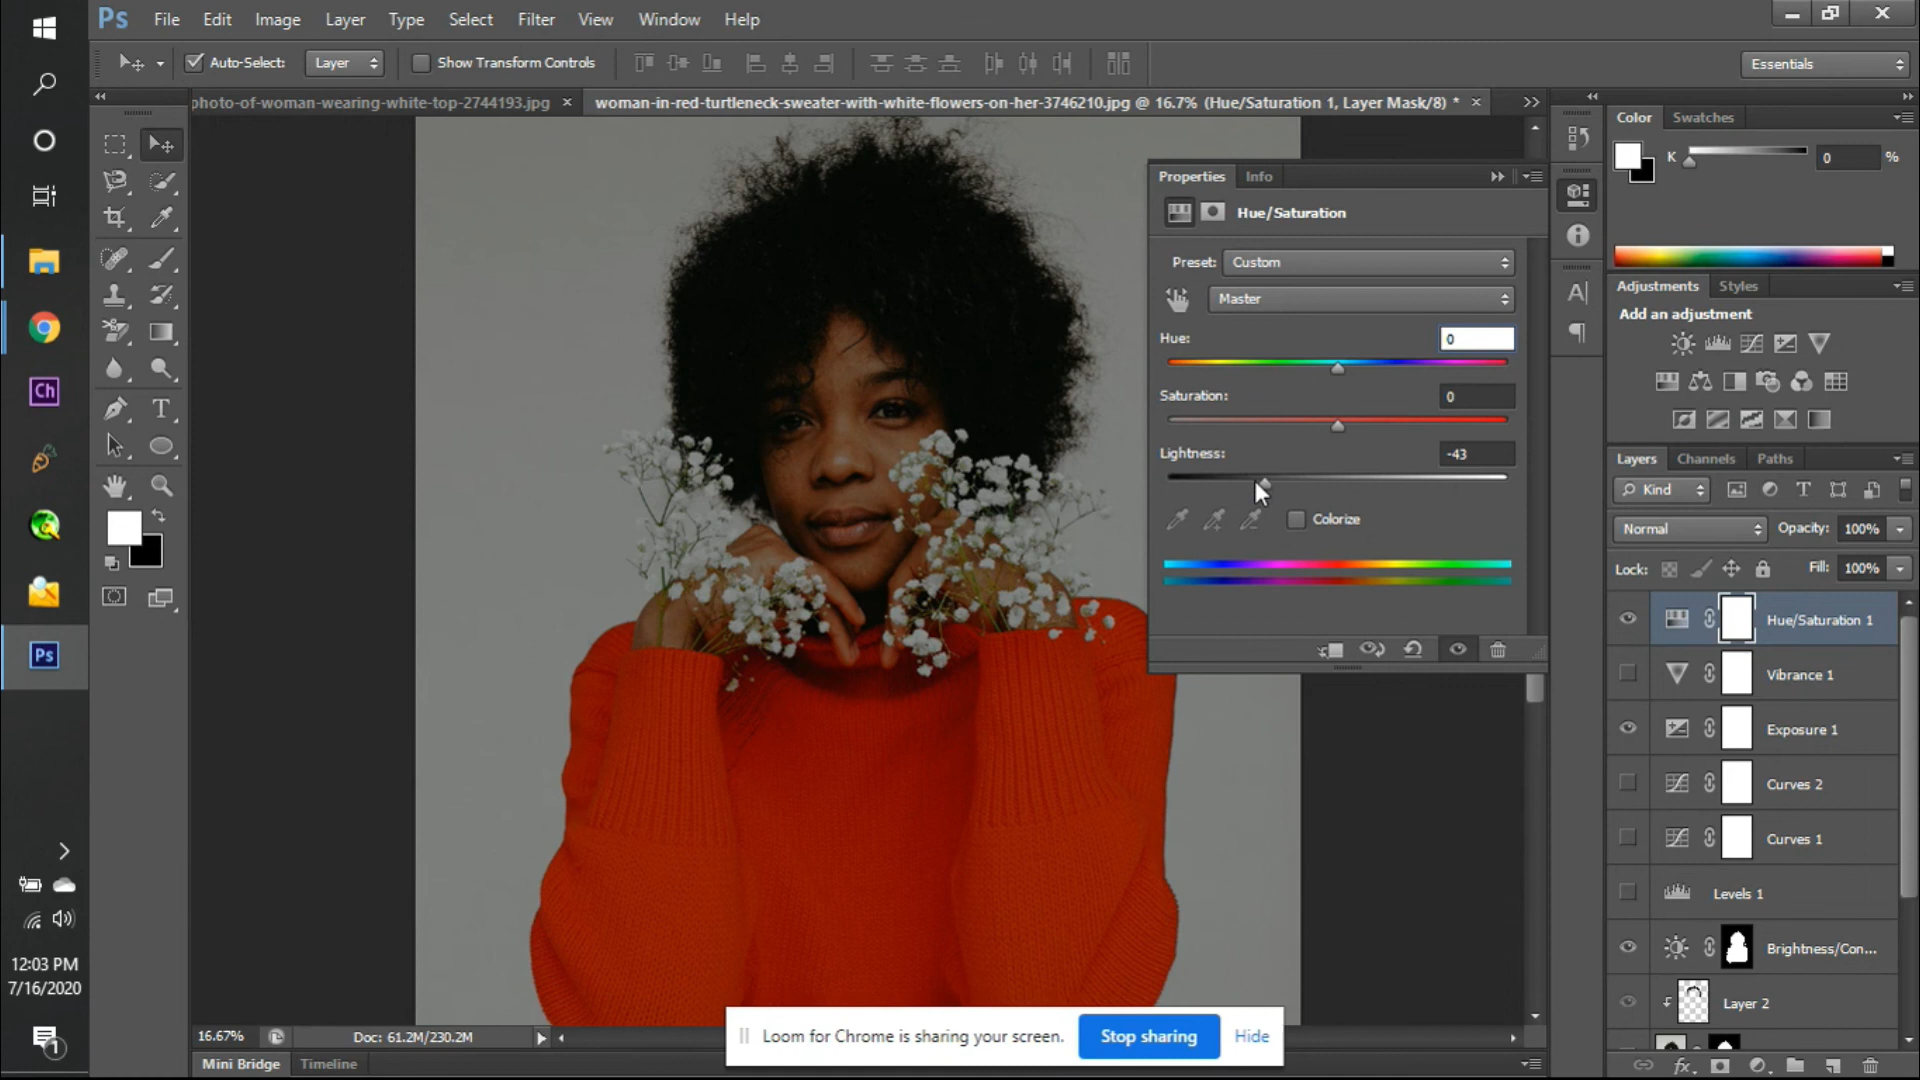 Ps File Edit Image Layer Type Select Filter View Window Help
Auto-Select: Layer Show Transform Controls Essentials
photo-of-woman-wearing-white-top-2744193.jpg × woman-in-red-turtleneck-sweater-with-white-flowers-on-her-3746210.jpg @ 16.7% (Hue/Saturation 1, Layer Mask/8) * ×
Color Swatches
K 0 %
Properties Info
Hue/Saturation
Preset: Custom
Master
Hue: 0
Saturation: 0
Lightness: -43
Colorize
Adjustments Styles
Add an adjustment
Layers Channels Paths
Kind
Normal Opacity: 100%
Lock: Fill: 100%
Hue/Saturation 1
Vibrance 1
Exposure 1
Curves 2
Curves 1
Levels 1
Brightness/Con...
Layer 2
fx
Ch
Ps
12:03 PM
7/16/2020
1
16.67% Doc: 61.2M/230.2M
Loom for Chrome is sharing your screen. Stop sharing Hide
Mini Bridge Timeline